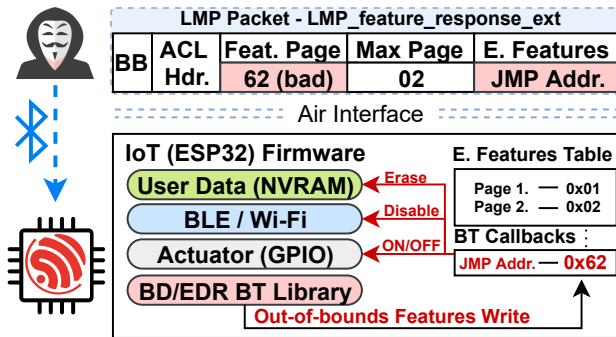 LMP Packet - LMP_feature_response_ext
BB
ACL Hdr.
Feat. Page
Max Page
E. Features
62 (bad)
02
JMP Addr.
Air Interface
IoT (ESP32) Firmware
E. Features Table
User Data (NVRAM)
Erase
Page 1. — 0x01
Page 2. — 0x02
BLE / Wi-Fi
Disable
BT Callbacks
Actuator (GPIO)
ON/OFF
JMP Addr. — 0x62
BD/EDR BT Library
Out-of-bounds Features Write